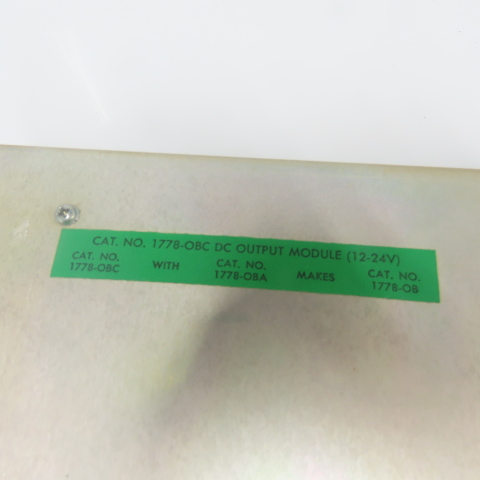 CAT. NO. 1778-OBC DC OUTPUT MODULE (12-24V)
CAT. NO. 1778-OBC WITH CAT. NO. 1778-OBA MAKES CAT. NO. 1778-OB